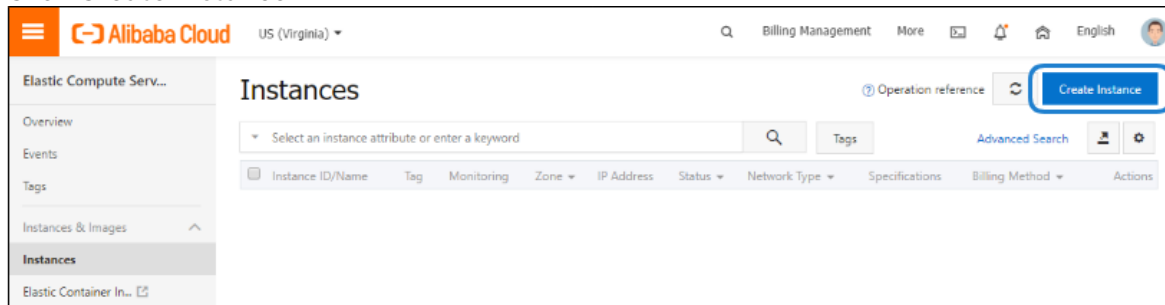 Alibaba Cloud US (Virginia) Billing Management More English
Elastic Compute Serv...
Instances
Operation reference
Create Instance
Overview
Select an instance attribute or enter a keyword
Tags
Advanced Search
Events
Instance ID/Name Tag Monitoring Zone IP Address Status Network Type Specifications Billing Method Actions
Tags
Instances & Images
Instances
Elastic Container In...